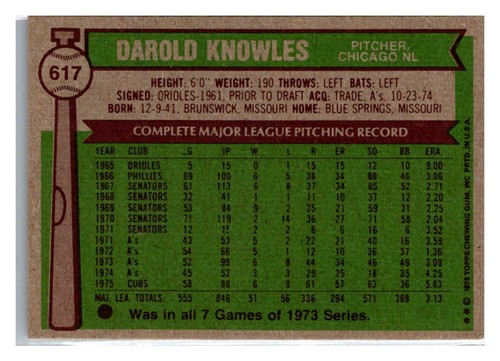 617
DAROLD KNOWLES
PITCHER,
CHICAGO NL
HEIGHT: 6'0" WEIGHT: 190 THROWS: LEFT BATS: LEFT
SIGNED: ORIOLES-1961, PRIOR TO DRAFT ACQ: TRADE, A's, 10-23-74
BORN: 12-9-41, BRUNSWICK, MISSOURI HOME: BLUE SPRINGS, MISSOURI
COMPLETE MAJOR LEAGUE PITCHING RECORD
YEAR CLUB G IP W L R ER SO BB ERA.
1965 ORIOLES 5 15 0 1 15 15 12 10 9.00
1966 PHILLIES 69 100 6 5 38 34 88 46 3.06
1967 SENATORS 61 113 6 8 37 34 85 52 2.71
1968 SENATORS 32 41 1 1 11 10 37 12 2.20
1969 SENATORS 53 84 9 2 25 21 59 31 2.25
1970 SENATORS 71 119 2 14 36 27 71 58 2.04
1971 SENATORS 12 15 2 2 6 6 16 6 3.52
1971 A's 43 53 5 2 22 21 40 16 3.59
1972 A's 54 66 5 1 11 10 36 37 1.36
1973 A's 52 99 6 8 44 34 46 49 3.09
1974 A's 45 53 3 3 25 25 18 35 4.25
1975 CUBS 58 88 6 9 61 57 63 36 5.83
MAJ. LEA. TOTALS 555 846 51 56 336 294 571 388 3.13
Was in all 7 Games of 1973 Series.
** © 1976 TOPPS CHEWING GUM, INC. PRTD. IN U.S.A.